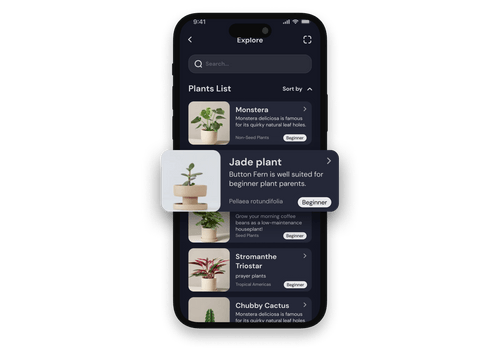 9:41
Explore
Search...
Plants List
Sort by
Monstera
Monstera deliciosa is famous
for its quirky natural leaf holes.
Non-Seed Plants
Beginner
Jade plant
Button Fern is well suited for
beginner plant parents.
Pellaea rotundifolia
Beginner
Grow your morning coffee
beans as a low-maintenance
houseplant!
Seed Plants
Beginner
Stromanthe
Triostar
prayer plants
Tropical Americas
Beginner
Chubby Cactus
Monstera deliciosa is famous
for its quirky natural leaf holes.